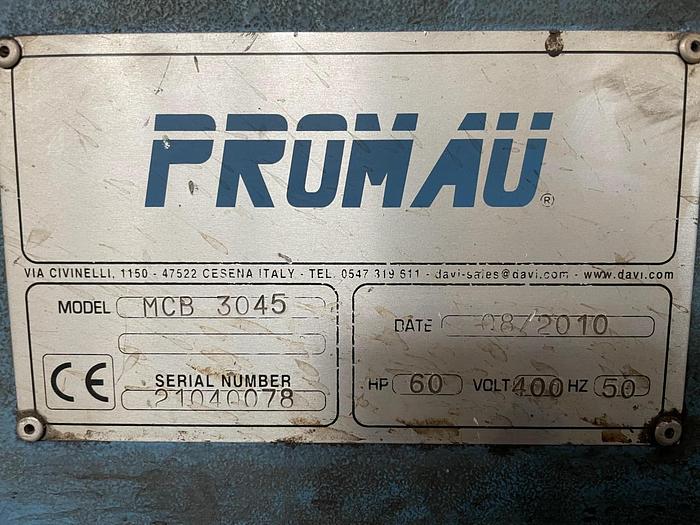 PROMAU ®
VIA CIVINELLI, 1150 - 47522 CESENA ITALY - TEL. 0547 319 611 - davi-sales@davi.com - www.davi.com
MODEL MCB 3045
CE
SERIAL NUMBER
21040078
DATE 08/2010
HP 60 VOLT 400 HZ 50